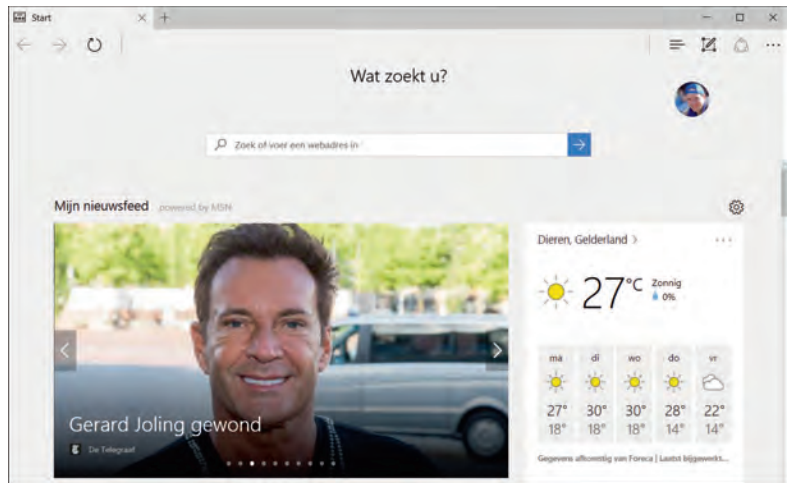 Start
Wat zoekt u?
Zoek of voer een webadres in
Mijn nieuwsfeed powered by MSN
Dieren, Gelderland >
27°C Zonnig
0%
ma di wo do vr
27° 30° 30° 28° 22°
18° 18° 18° 14° 14°
Gerard Joling gewond
De Telegraaf
Gegevens afkomstig van Foreca | Laatst bijgewerkt...